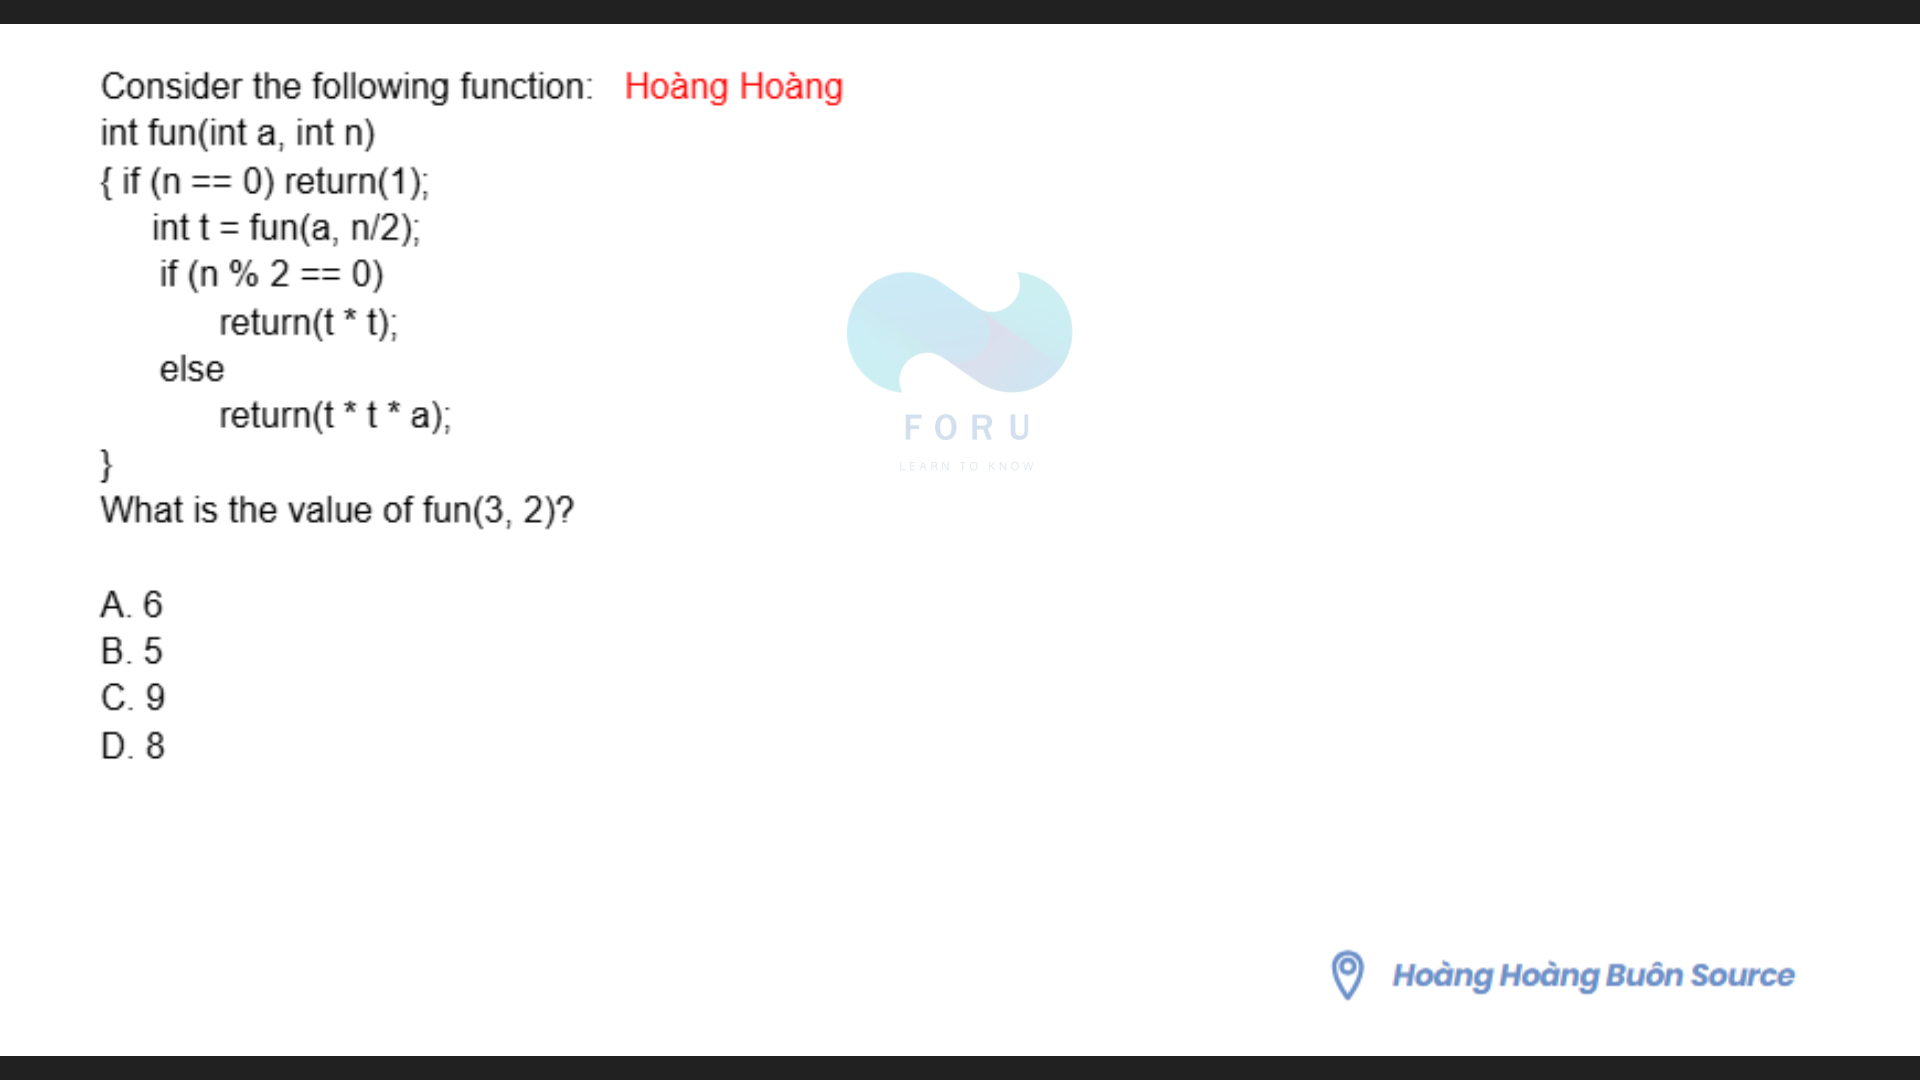 Consider the following function: Hoàng Hoàng
int fun(int a, int n)
{ if (n == 0) return(1);
int t = fun(a, n/2);
if (n % 2 == 0)
return(t * t);
else
return(t * t * a);
}
What is the value of fun(3, 2)?
A. 6
B. 5
C. 9
D. 8
FORU
LEARN TO KNOW
Hoàng Hoàng Buôn Source